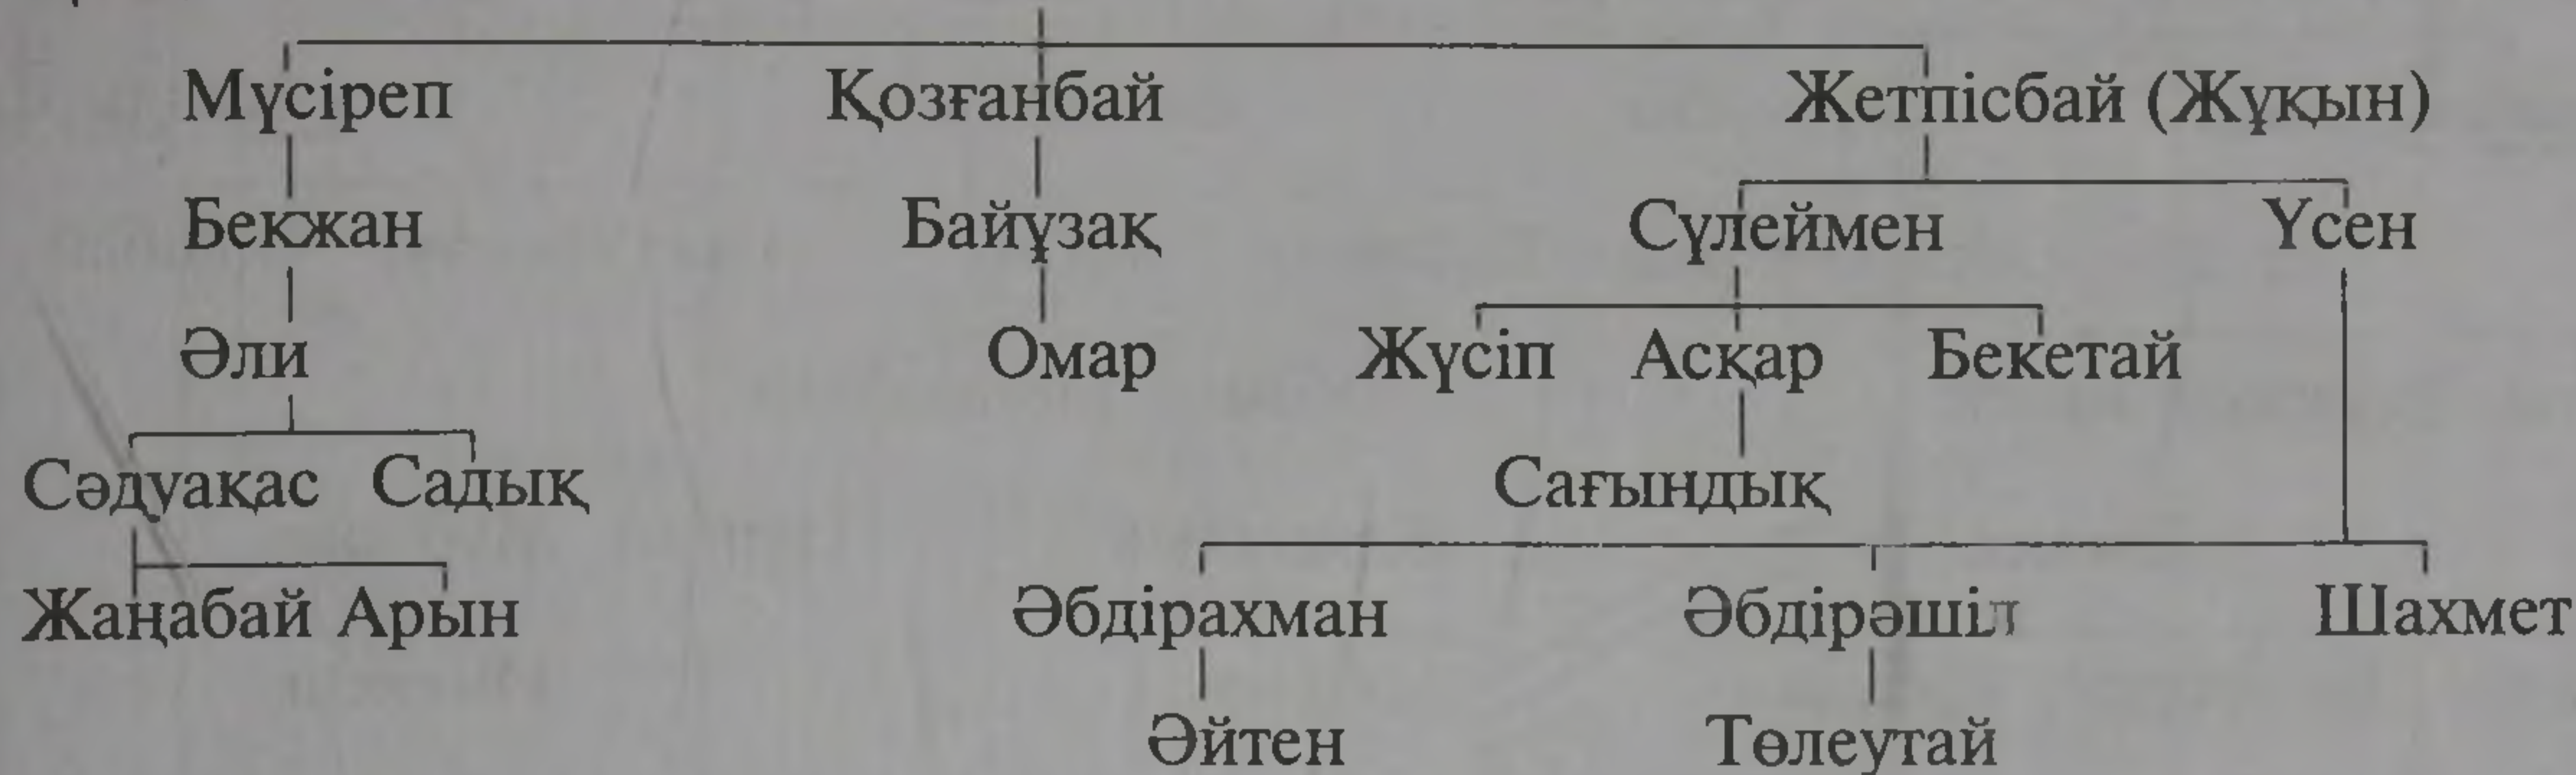 Мүсіреп Қозғанбай Жетпісбай (Жұқын)
Бекжан Байұзақ Сүлеймен Үсен
Әли Омар Жүсіп Асқар Бекетай
Сәдуақас Садық Сағындық
Жаңабай Арын Әбдірахман Әбдірәшіл Шахмет
Әйтен Төлеутай